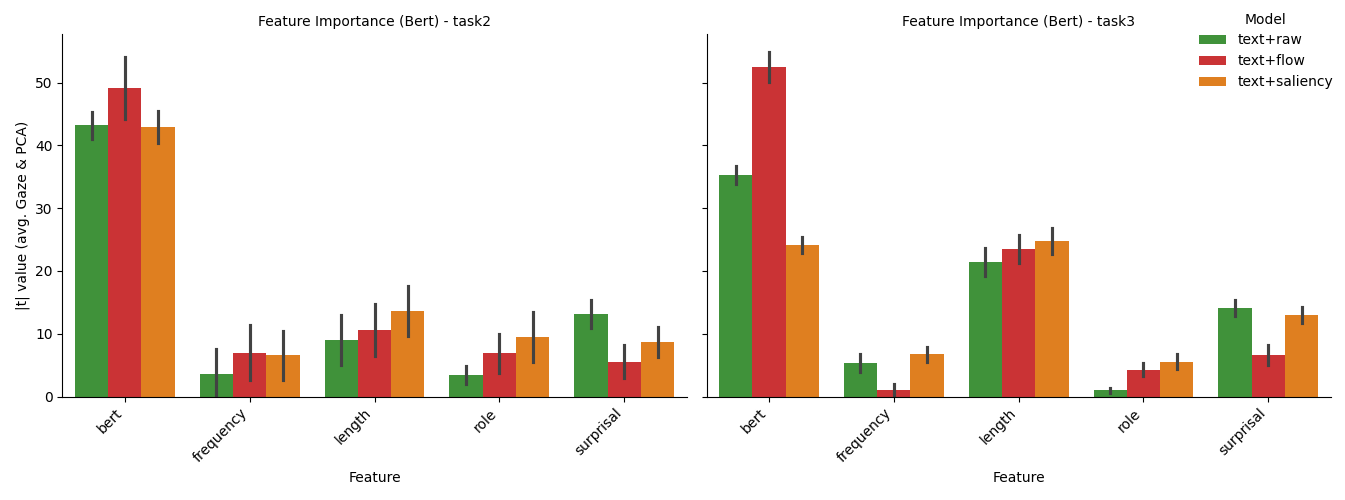 Feature Importance (Bert) - task2
Feature Importance (Bert) - task3
Model
text+raw
text+flow
text+saliency
|t| value (avg. Gaze & PCA)
50
40
30
20
10
0
bert
frequency
length
role
surprisal
bert
frequency
length
role
surprisal
Feature
Feature